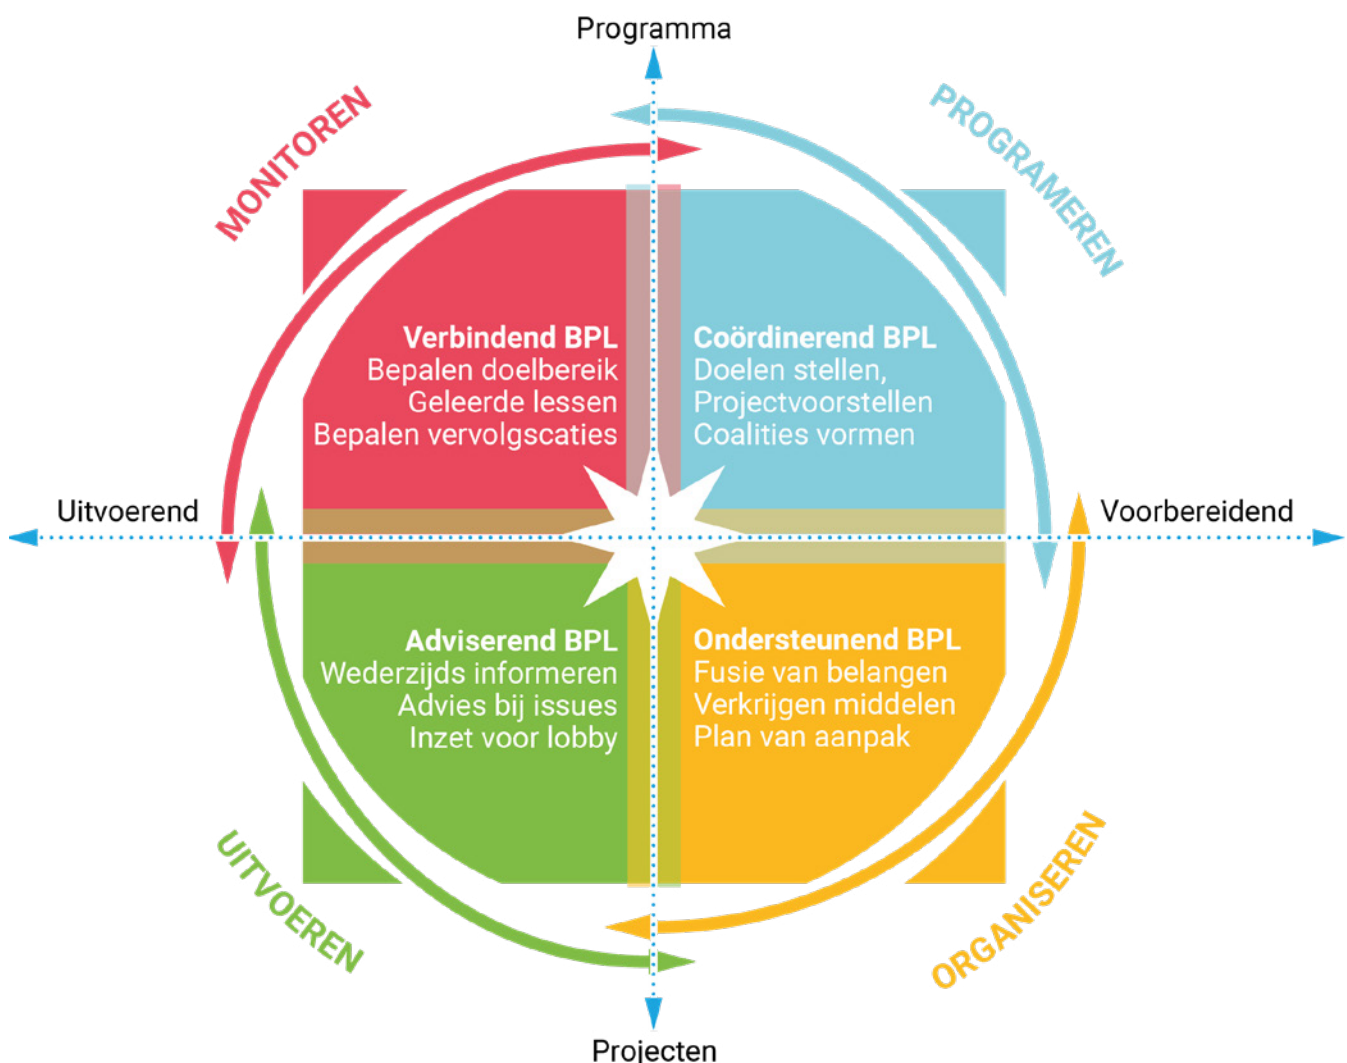 Programma
MONITOREN
PROGRAMEREN
Verbindend BPL
Bepalen doelbereik
Geleerde lessen
Bepalen vervolgscaties
Coördinerend BPL
Doelen stellen,
Projectvoorstellen
Coalities vormen
Uitvoerend
Voorbereidend
Adviserend BPL
Wederzijds informeren
Advies bij issues
Inzet voor lobby
Ondersteunend BPL
Fusie van belangen
Verkrijgen middelen
Plan van aanpak
UITVOEREN
ORGANISEREN
Projecten